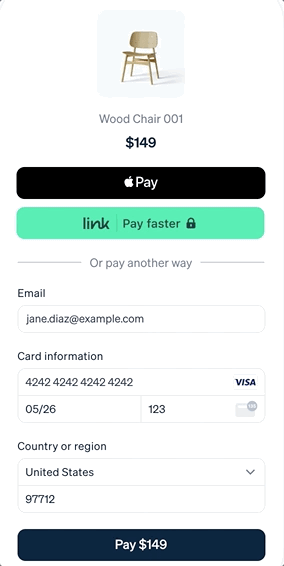 Wood Chair 001
$149
Pay
link Pay faster
Or pay another way
Email
jane.diaz@example.com
Card information
4242 4242 4242 4242 VISA
05/26 123
Country or region
United States
97712
Pay $149